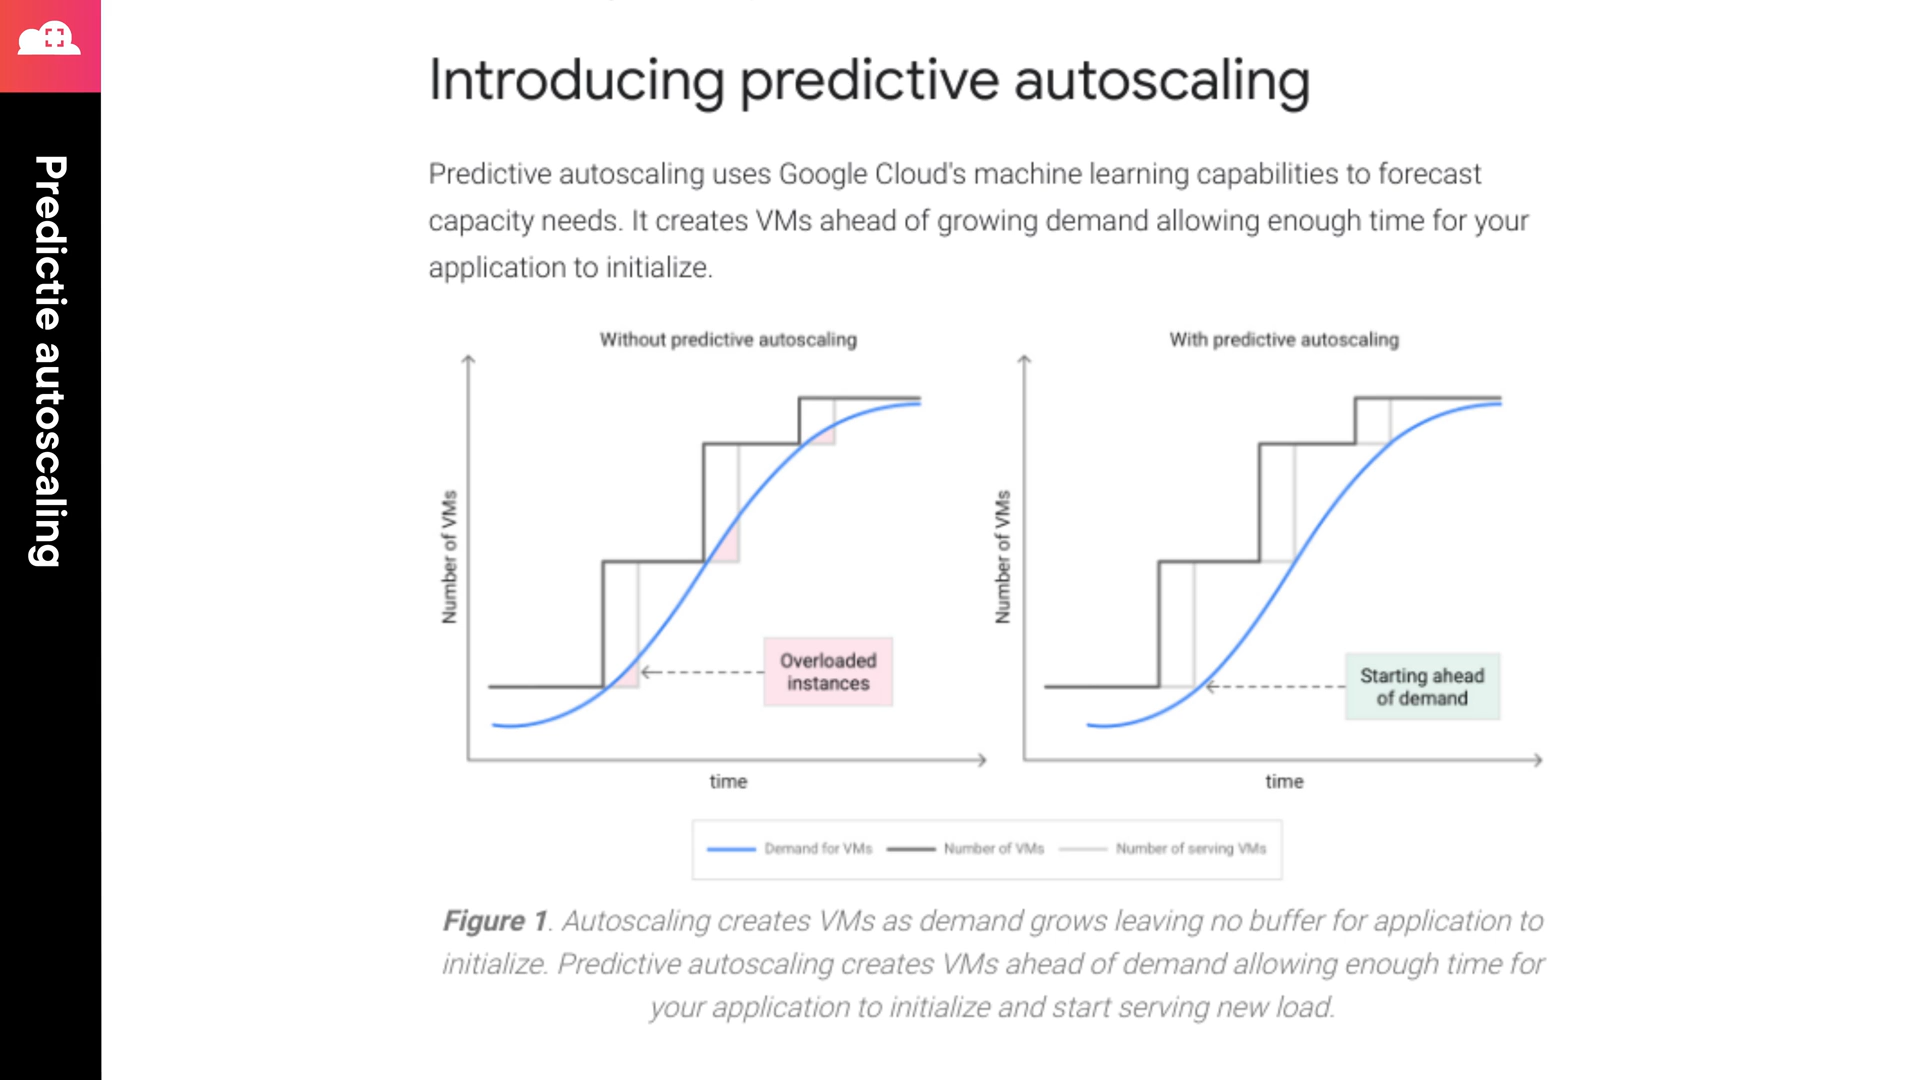 Predictie autoscaling
Introducing predictive autoscaling
Predictive autoscaling uses Google Cloud's machine learning capabilities to forecast
capacity needs. It creates VMs ahead of growing demand allowing enough time for your
application to initialize.
Without predictive autoscaling
Number of VMs
Overloaded
instances
time
With predictive autoscaling
Number of VMs
Starting ahead
of demand
time
Demand for VMs Number of VMs Number of serving VMs
Figure 1. Autoscaling creates VMs as demand grows leaving no buffer for application to
initialize. Predictive autoscaling creates VMs ahead of demand allowing enough time for
your application to initialize and start serving new load.